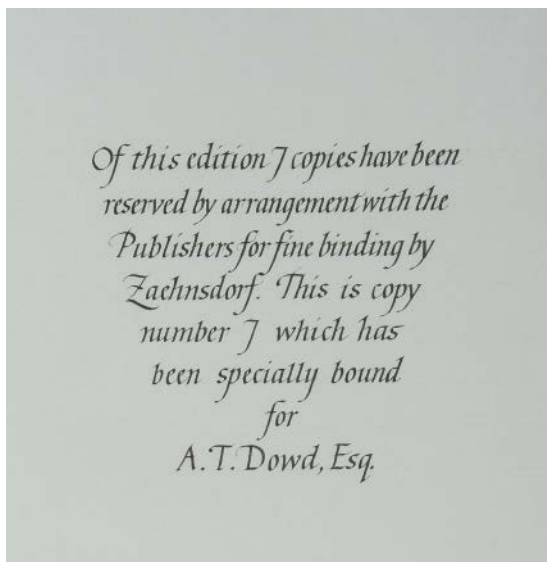 Of this edition 7 copies have been
reserved by arrangement with the
Publishers for fine binding by
Zaehnsdorf. This is copy
number 7 which has
been specially bound
for
A.T. Dowd, Esq.